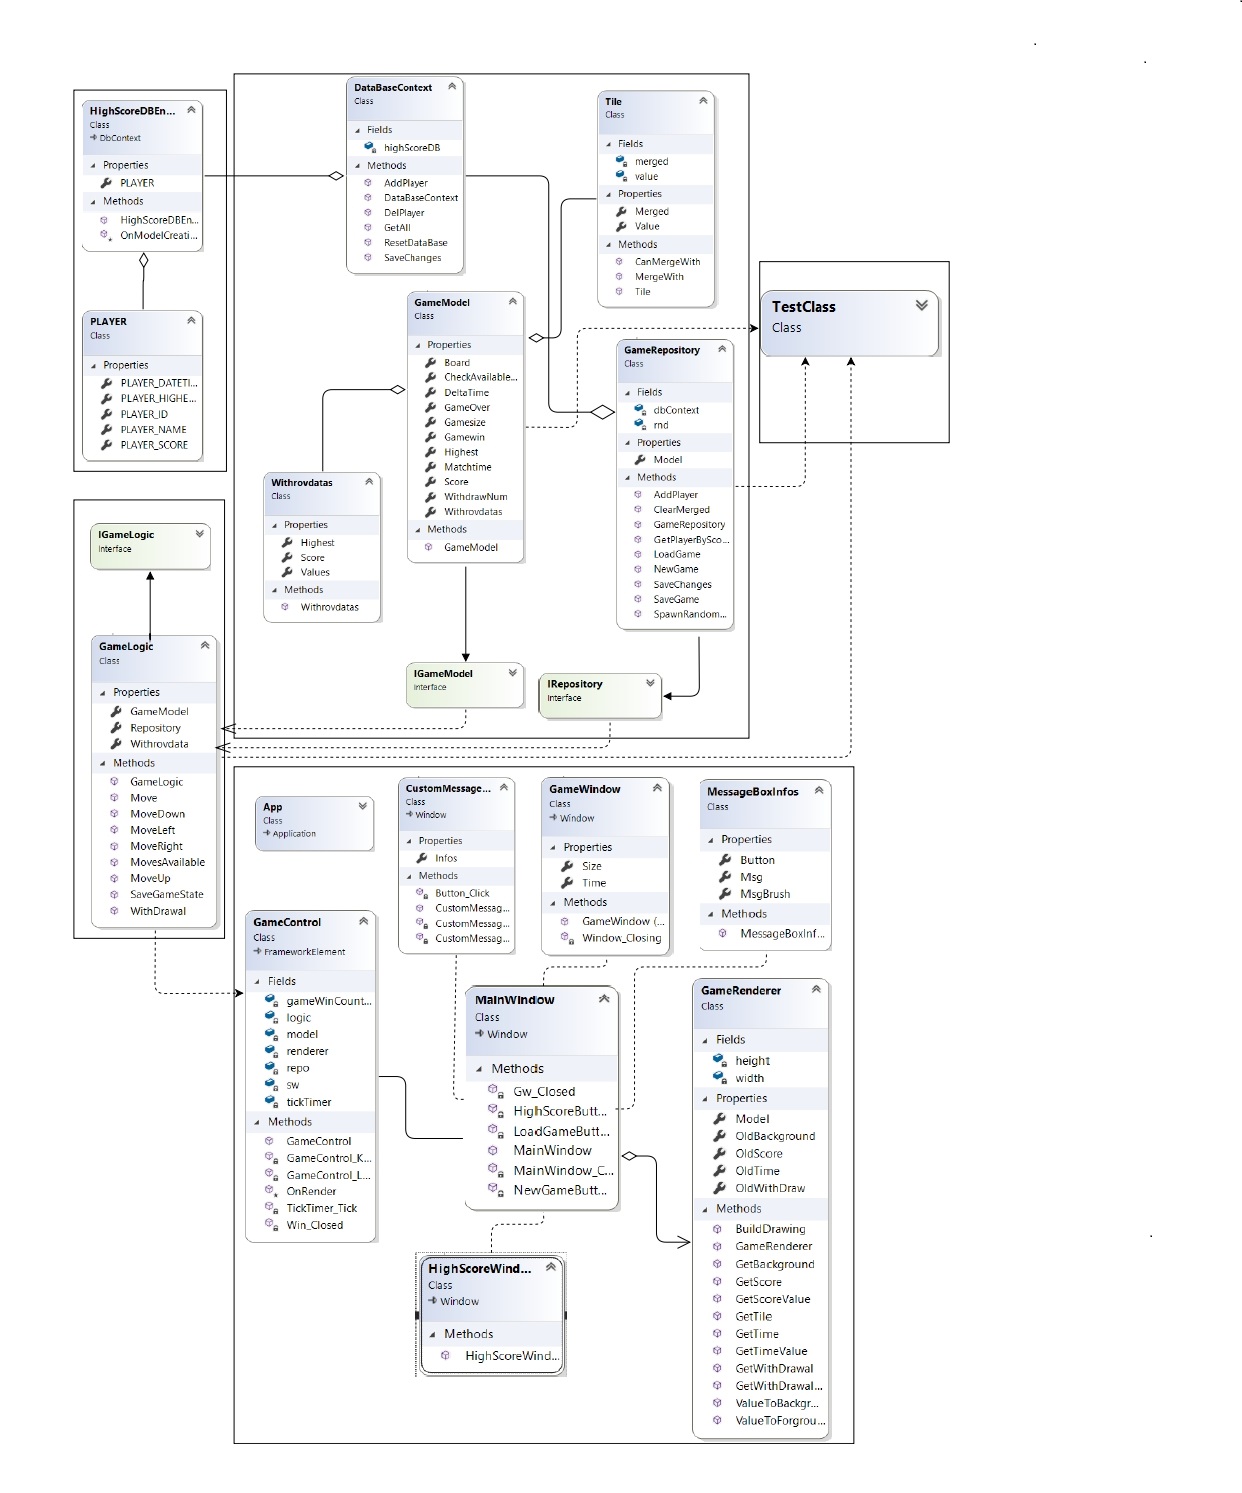 HighScoreDBEn...
Class
DbContext
Properties
PLAYER
Methods
HighScoreDBEn...
OnModelCreati...
PLAYER
Class
Properties
PLAYER_DATETI...
PLAYER_HIGHE...
PLAYER_ID
PLAYER_NAME
PLAYER_SCORE
DataBaseContext
Class
Fields
highScoreDB
Methods
AddPlayer
DataBaseContext
DelPlayer
GetAll
ResetDataBase
SaveChanges
Tile
Class
Fields
merged
value
Properties
Merged
Value
Methods
CanMergeWith
MergeWith
Tile
GameModel
Class
Properties
Board
CheckAvailable...
DeltaTime
GameOver
Gamesize
Gamewin
Highest
Matchtime
Score
WithdrawNum
Withrovdatas
Methods
GameModel
GameRepository
Class
Fields
dbContext
rnd
Properties
Model
Methods
AddPlayer
ClearMerged
GameRepository
GetPlayerBySco...
LoadGame
NewGame
SaveChanges
SaveGame
SpawnRandom...
TestClass
Class
Withrovdatas
Class
Properties
Highest
Score
Values
Methods
Withrovdatas
IGameModel
Interface
IRepository
Interface
IGameLogic
Interface
GameLogic
Class
Properties
GameModel
Repository
Withrovdata
Methods
GameLogic
Move
MoveDown
MoveLeft
MoveRight
MovesAvailable
MoveUp
SaveGameState
WithDrawal
App
Class
Application
CustomMessage...
Class
Window
Properties
Infos
Methods
Button_Click
CustomMessag...
CustomMessag...
CustomMessag...
GameWindow
Class
Window
Properties
Size
Time
Methods
GameWindow (...
Window_Closing
MessageBoxInfos
Class
Properties
Button
Msg
MsgBrush
Methods
MessageBoxInf...
GameControl
Class
FrameworkElement
Fields
gameWinCount...
logic
model
renderer
repo
sw
tickTimer
Methods
GameControl
GameControl_K...
GameControl_L...
OnRender
TickTimer_Tick
Win_Closed
MainWindow
Class
Window
Methods
Gw_Closed
HighScoreButt...
LoadGameButt...
MainWindow
MainWindow_C...
NewGameButt...
GameRenderer
Class
Fields
height
width
Properties
Model
OldBackground
OldScore
OldTime
OldWithDraw
Methods
BuildDrawing
GameRenderer
GetBackground
GetScore
GetScoreValue
GetTile
GetTime
GetTimeValue
GetWithDrawal
GetWithDrawal...
ValueToBackgr...
ValueToForgrou...
HighScoreWind...
Class
Window
Methods
HighScoreWind...